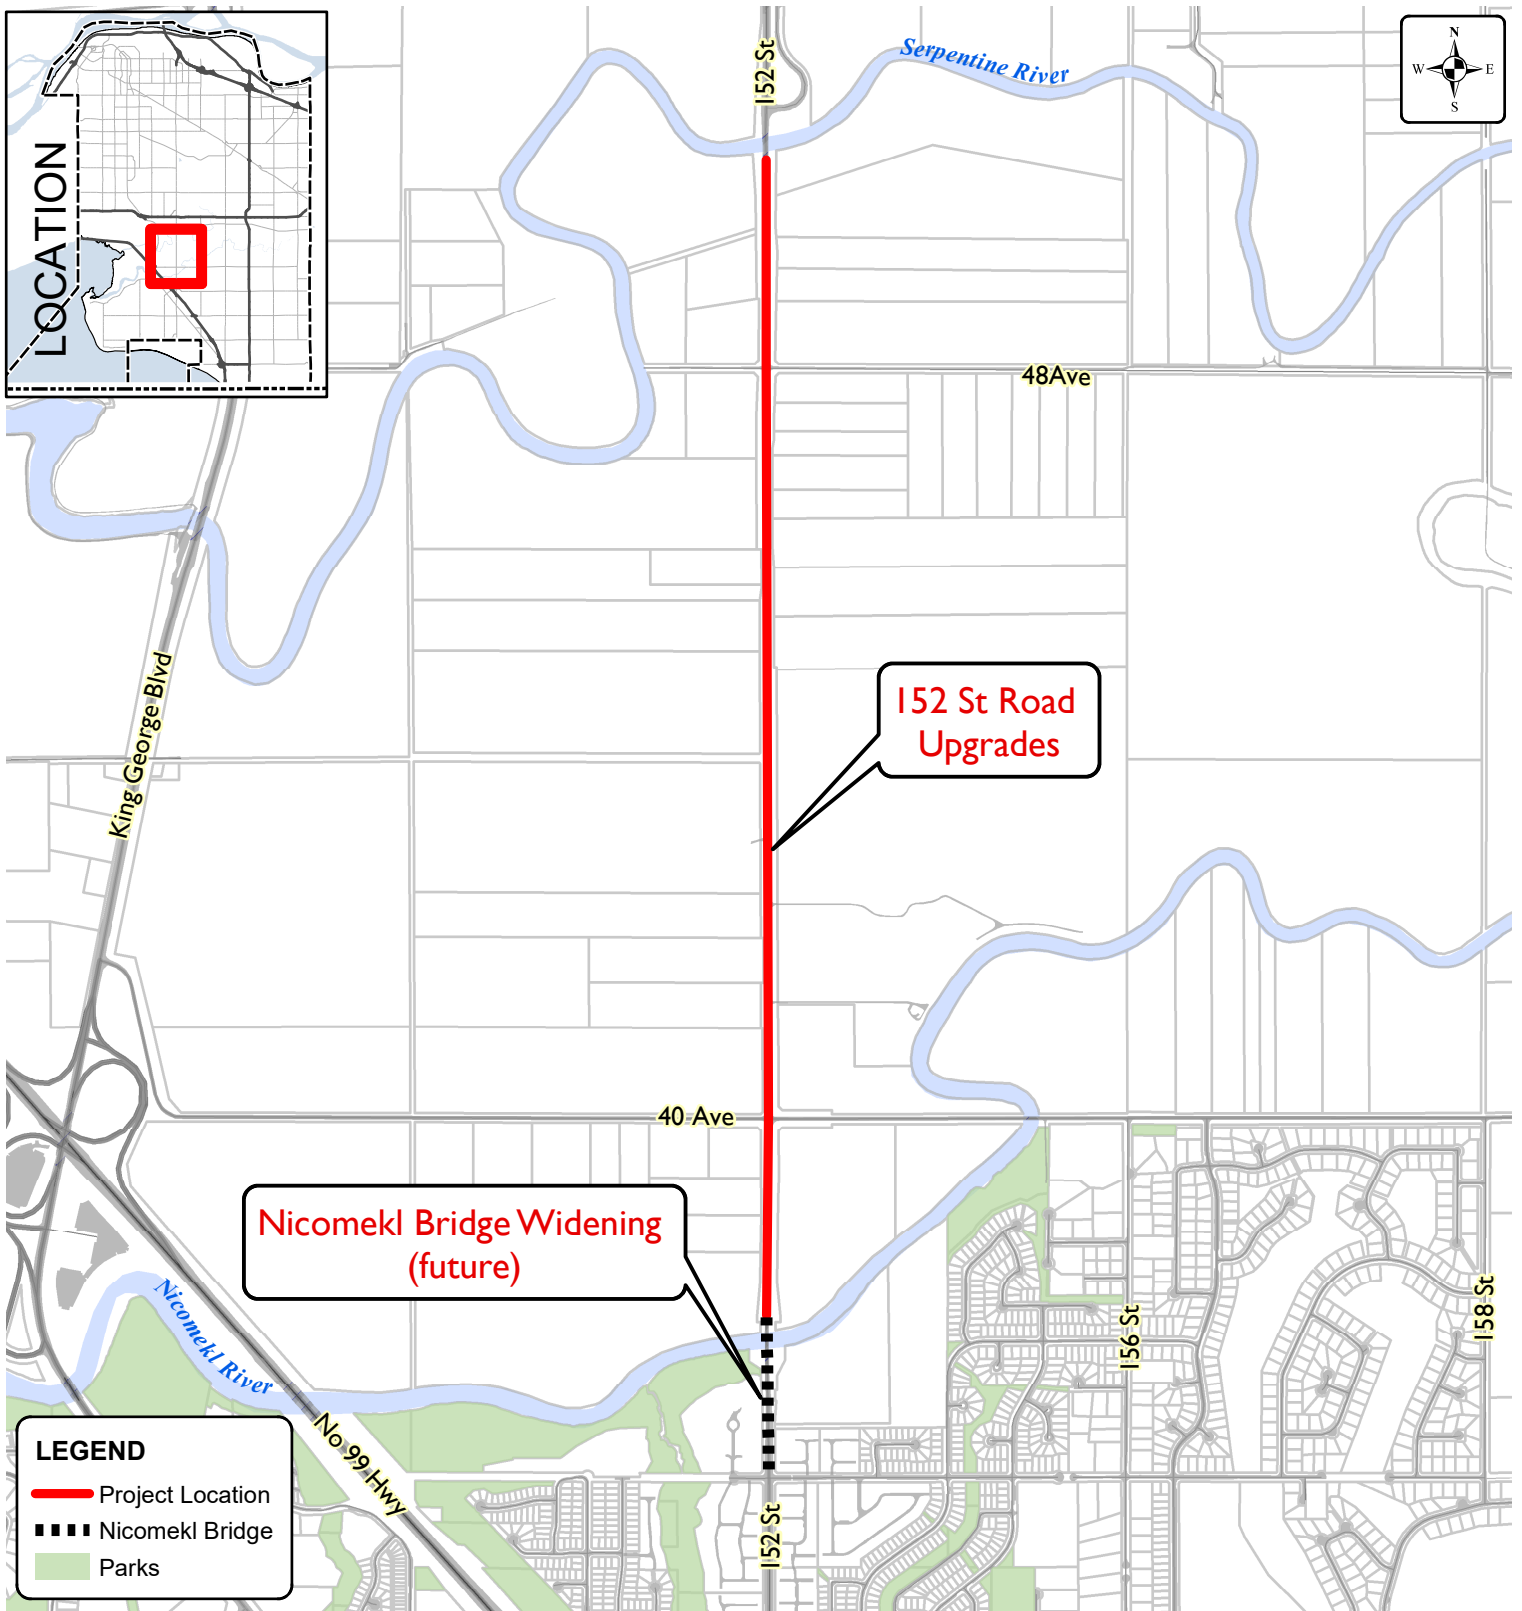 LOCATION
152 St
Serpentine River
N
W
E
S
48Ave
King George Blvd
152 St Road
Upgrades
40 Ave
Nicomekl Bridge Widening
(future)
Nicomekl River
No 99 Hwy
156 St
158 St
152 St
LEGEND
Project Location
Nicomekl Bridge
Parks